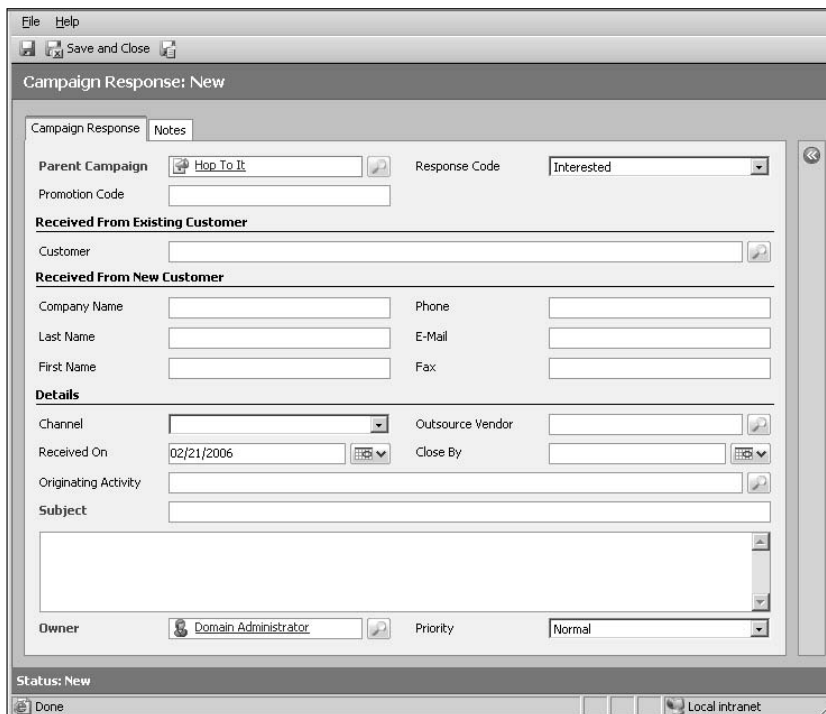 File Help
Save and Close
Campaign Response: New
Campaign Response Notes
Parent Campaign Hop To It Response Code Interested
Promotion Code
Received From Existing Customer
Customer
Received From New Customer
Company Name Phone
Last Name E-Mail
First Name Fax
Details
Channel Outsource Vendor
Received On 02/21/2006 Close By
Originating Activity
Subject
Owner Domain Administrator Priority Normal
Status: New
Done Local intranet